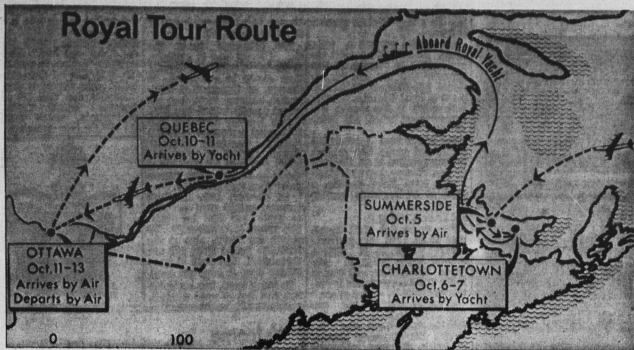 Royal Tour Route
Aboard Royal Yacht
QUEBEC
Oct.10-11
Arrives by Yacht
SUMMERSIDE
Oct.5
Arrives by Air
OTTAWA
Oct.11-13
Arrives by Air
Departs by Air
CHARLOTTETOWN
Oct.6-7
Arrives by Yacht
0 100